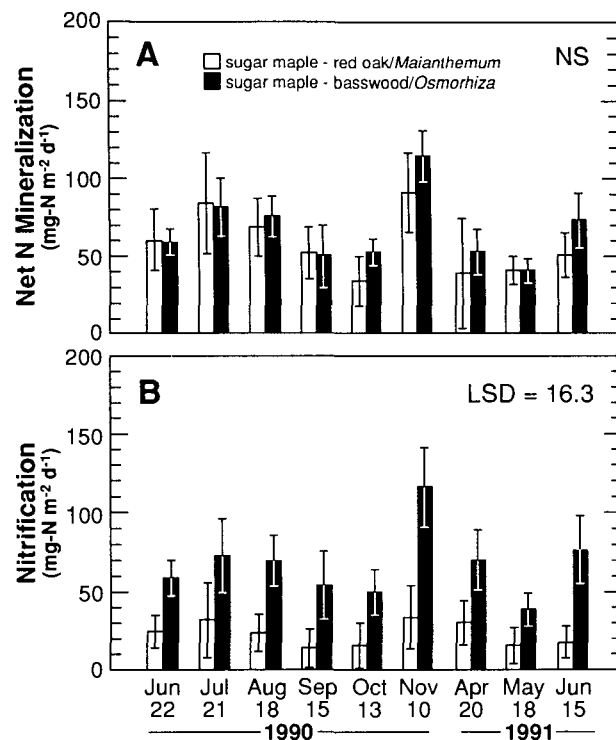 200
A
sugar maple - red oak/Maianthemum
NS
sugar maple - basswood/Osmorhiza
150
100
50
0
Net N Mineralization
(mg-N m-2 d-1)
200
B
LSD = 16.3
150
100
50
0
Nitrification
(mg-N m-2 d-1)
Jun Jul Aug Sep Oct Nov Apr May Jun
22 21 18 15 13 10 20 18 15
1990 1991